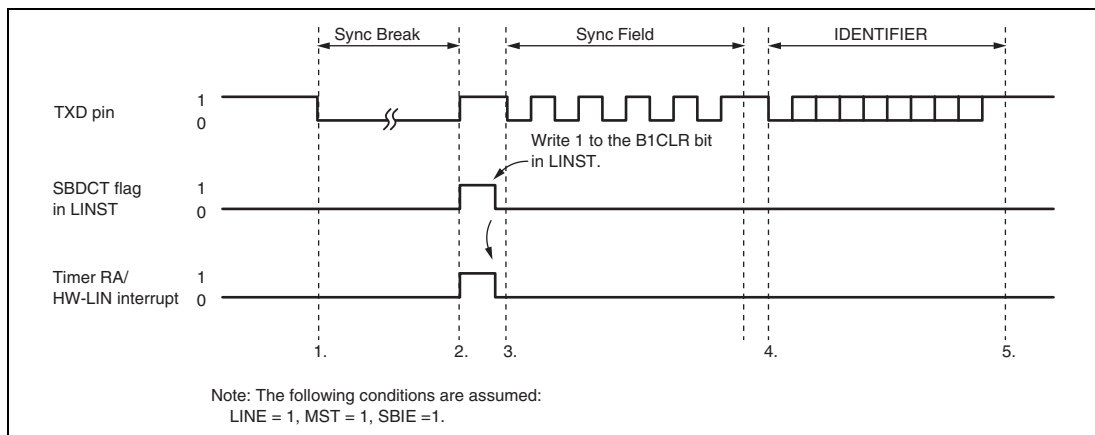 Sync Break
Sync Field
IDENTIFIER
TXD pin
1
0
Write 1 to the B1CLR bit
in LINST.
SBDCT flag
in LINST
1
0
Timer RA/
HW-LIN interrupt
1
0
1.
2.
3.
4.
5.
Note: The following conditions are assumed:
LINE = 1, MST = 1, SBIE =1.